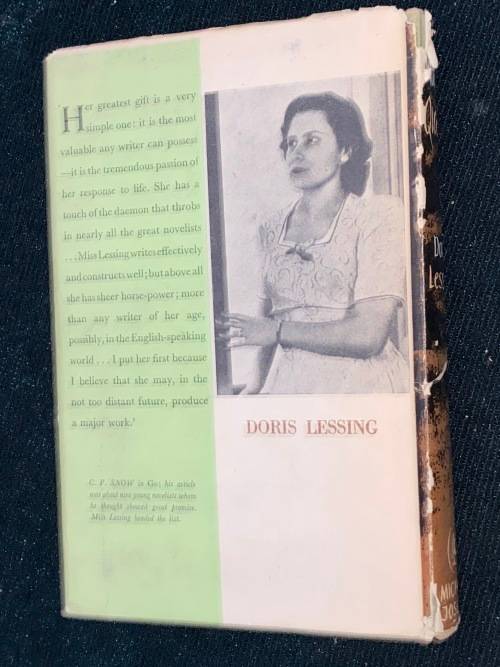 Her greatest gift is a very
simple one: it is the most
valuable any writer can possess
—it is the tremendous passion of
her response to life. She has a
touch of the daemon that throbs
in nearly all the great novelists
. . . Miss Lessing writes effectively
and constructs well; but above all
she has sheer horse-power; more
than any writer of her age,
possibly, in the English-speaking
world . . . I put her first because
I believe that she may, in the
not too distant future, produce
a major work.'
C. P. SNOW in Go; his article
was about nine young novelists whom
he thought showed great promise.
Miss Lessing headed the list.
DORIS LESSING